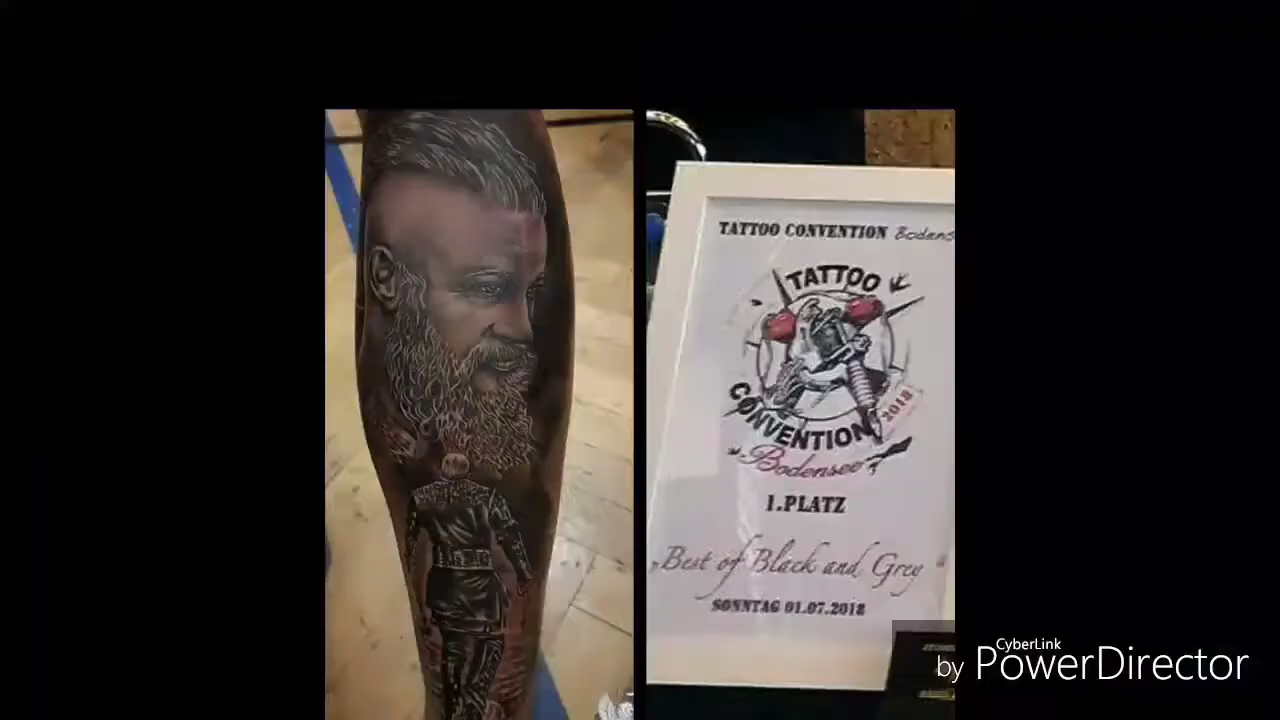 TATTOO CONVENTION Bodens
TATTOO
CONVENTION
2018
Bodensee
1.PLATZ
Best of Black and Grey
SONNTAG 01.07.2018
CyberLink
by PowerDirector